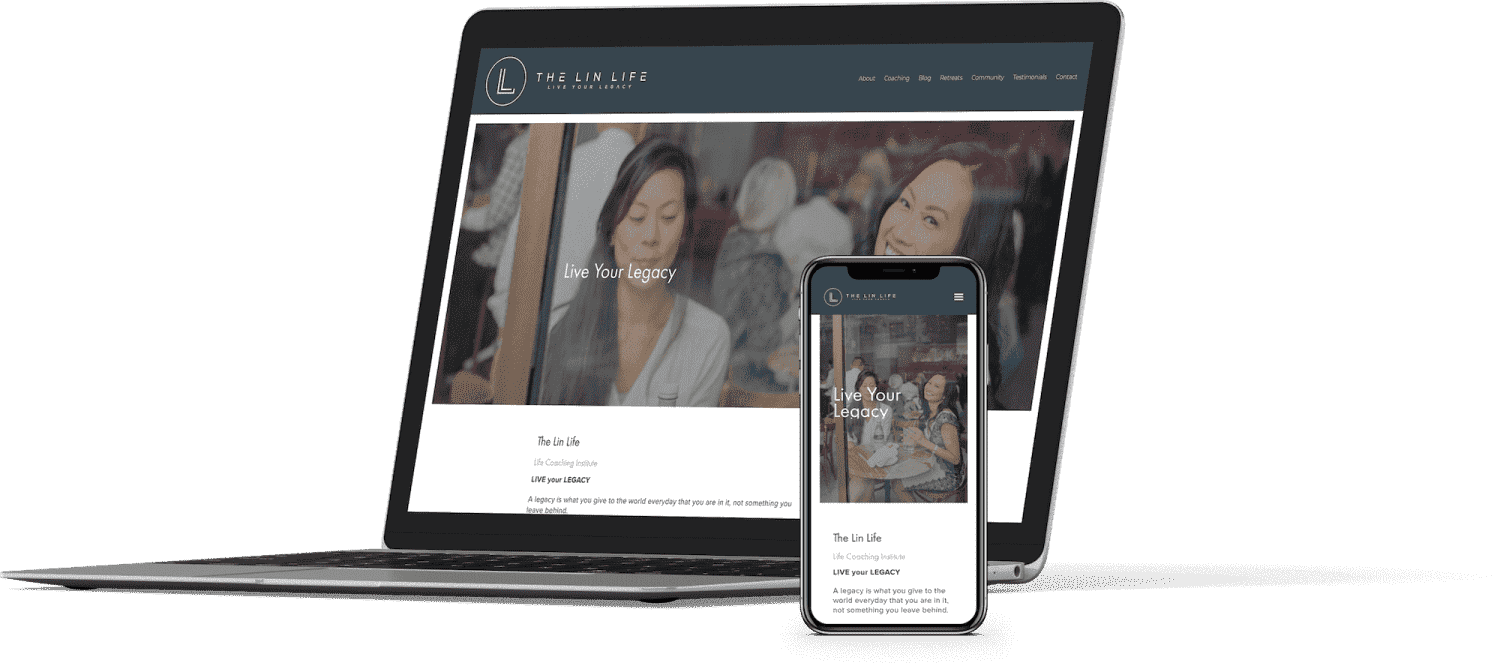 THE LIN LIFE
LIVE YOUR LEGACY
About Coaching Blog Retreats Community Testimonials Contact
Live Your Legacy
The Lin Life
Life Coaching Institute
LIVE your LEGACY
A legacy is what you give to the world everyday that you are in it, not something you
leave behind.
THE LIN LIFE
LIVE YOUR LEGACY
Live Your
Legacy
The Lin Life
Life Coaching Institute
LIVE your LEGACY
A legacy is what you give to the
world everyday that you are in it,
not something you leave behind.